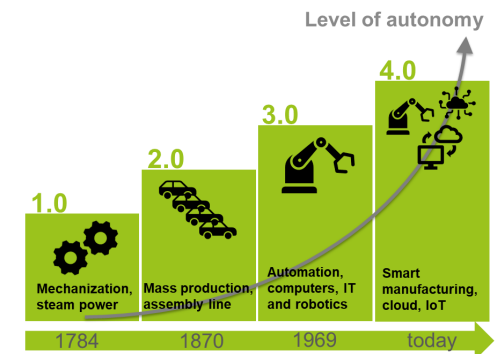 Level of autonomy
1.0
Mechanization,
steam power
2.0
Mass production,
assembly line
3.0
Automation,
computers, IT
and robotics
4.0
Smart
manufacturing,
cloud, IoT
1784
1870
1969
today